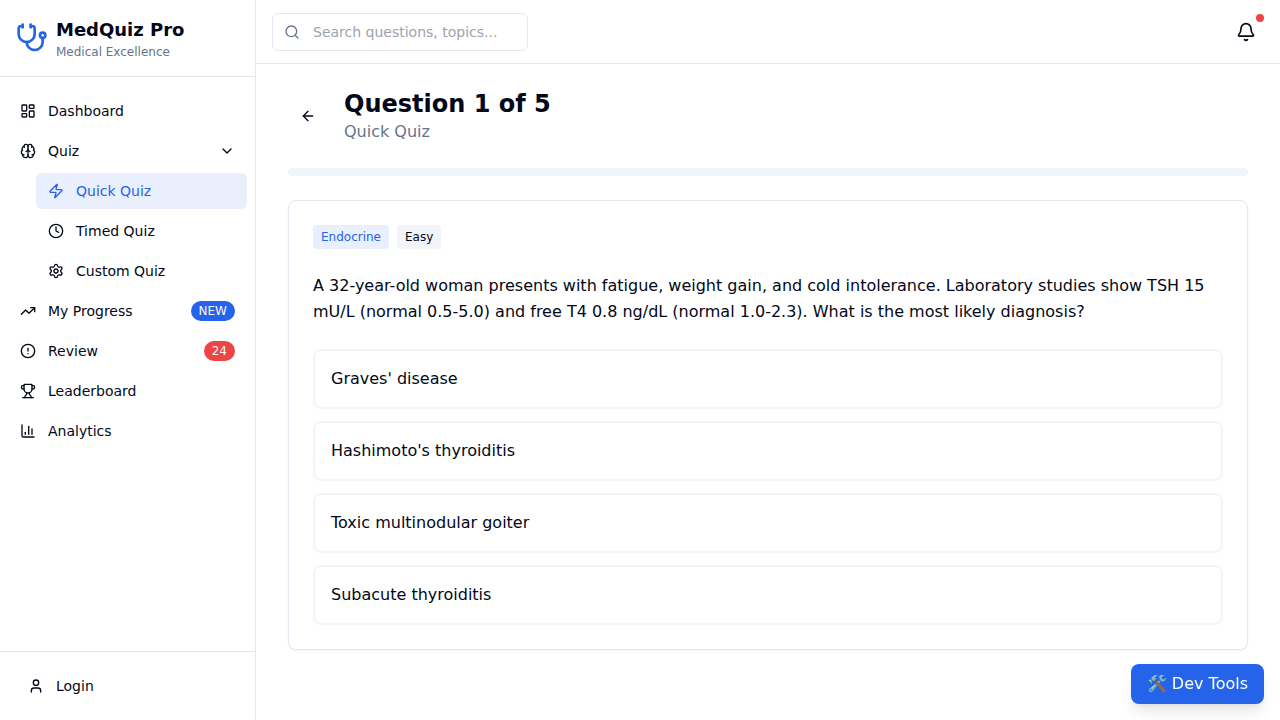 MedQuiz Pro
Medical Excellence
Dashboard
Quiz
Quick Quiz
Timed Quiz
Custom Quiz
My Progress
NEW
Review
24
Leaderboard
Analytics
Login
Search questions, topics...
Question 1 of 5
Quick Quiz
Endocrine
Easy
A 32-year-old woman presents with fatigue, weight gain, and cold intolerance. Laboratory studies show TSH 15
mU/L (normal 0.5-5.0) and free T4 0.8 ng/dL (normal 1.0-2.3). What is the most likely diagnosis?
Graves' disease
Hashimoto's thyroiditis
Toxic multinodular goiter
Subacute thyroiditis
🛠️ Dev Tools